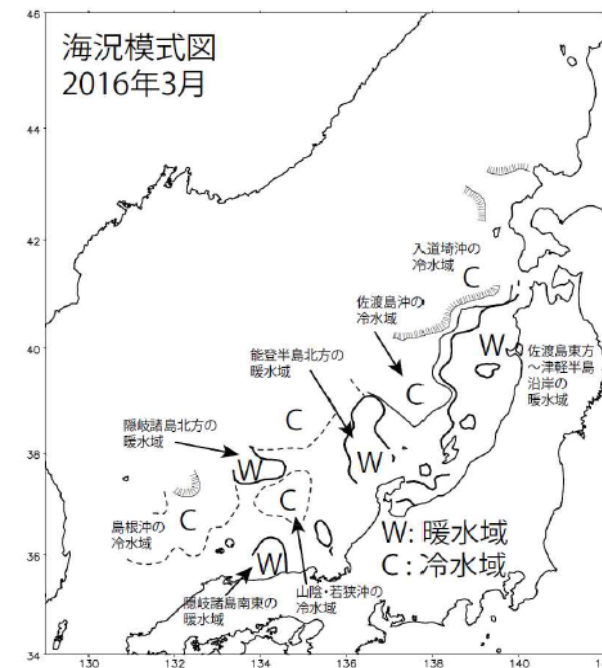 海況模式図
2016年3月
46
44
42
40
38
36
34
130
132
134
136
138
140
142
入道埼沖の
冷水域
C
佐渡島沖の
冷水域
C
W
佐渡島東方
～津軽半島
沿岸の
暖水域
能登半島北方の
暖水域
W
C
隠岐諸島北方の
暖水域
W
C
島根沖の
冷水域
C
W
隠岐諸島南東の
暖水域
山陰・若狭沖の
冷水域
W: 暖水域
C: 冷水域